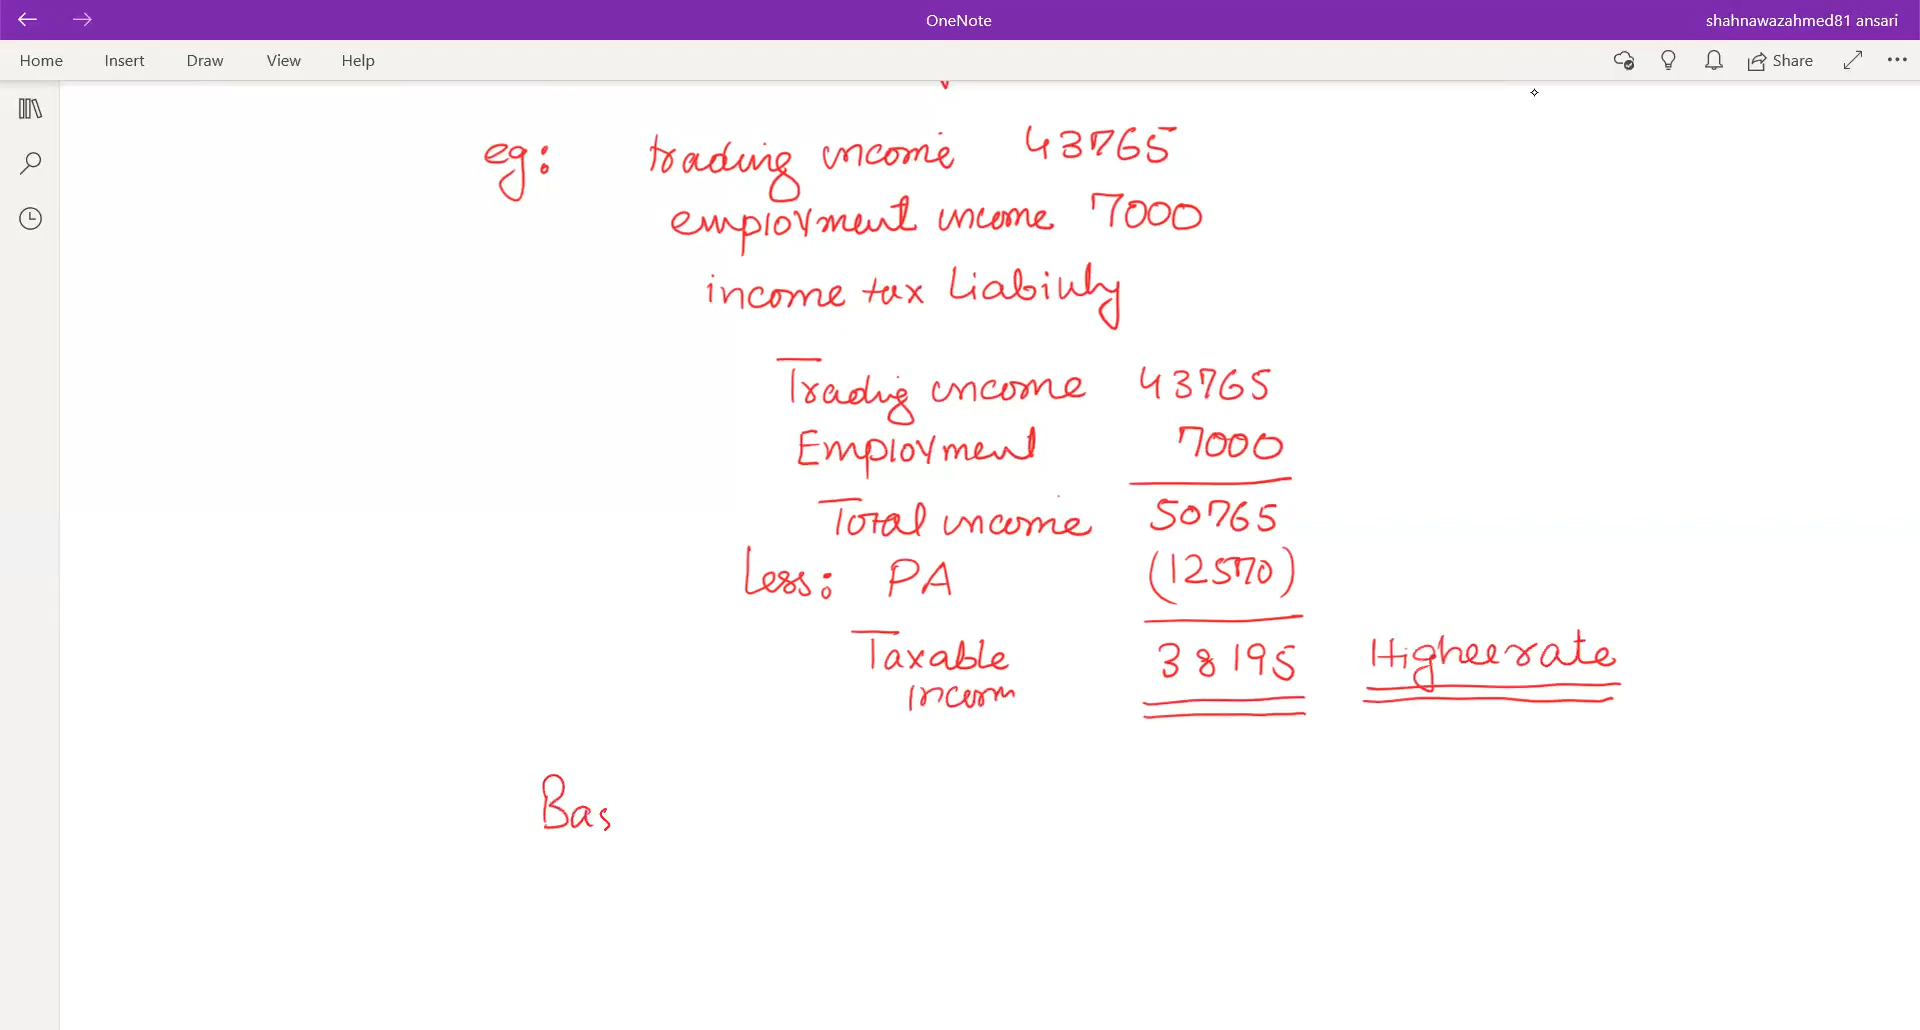 OneNote
shahnawazahmed81 ansari
Home Insert Draw View Help Share
eg: trading income 43765
employment income 7000
income tax Liability
Trading income 43765
Employment 7000
Total income 50765
Less: PA (12570)
Taxable 38195 Higher rate
incom
Bas